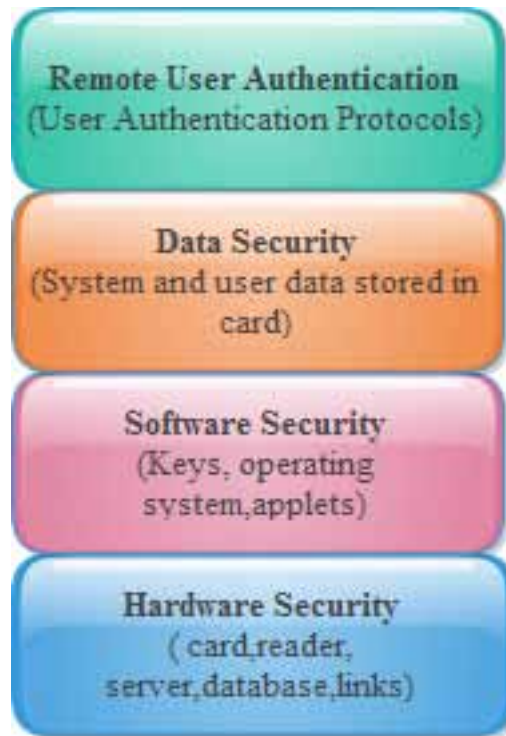 Remote User Authentication
(User Authentication Protocols)
Data Security
(System and user data stored in
card)
Software Security
(Keys, operating
system,applets)
Hardware Security
( card,reader,
server,database,links)